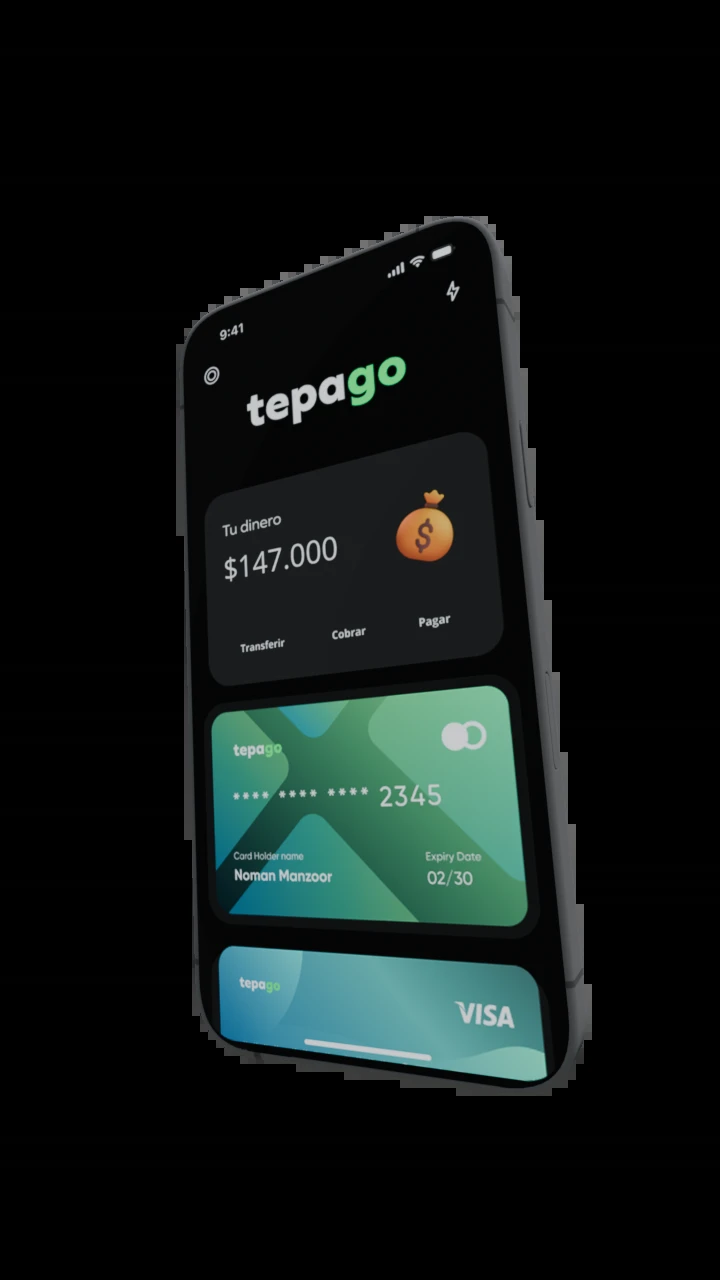 9:41
tepago
Tu dinero
$147.000
Transferir Cobrar Pagar
tepago
**** **** **** 2345
Card Holder name Expiry Date
Noman Manzoor 02/30
tepago
VISA